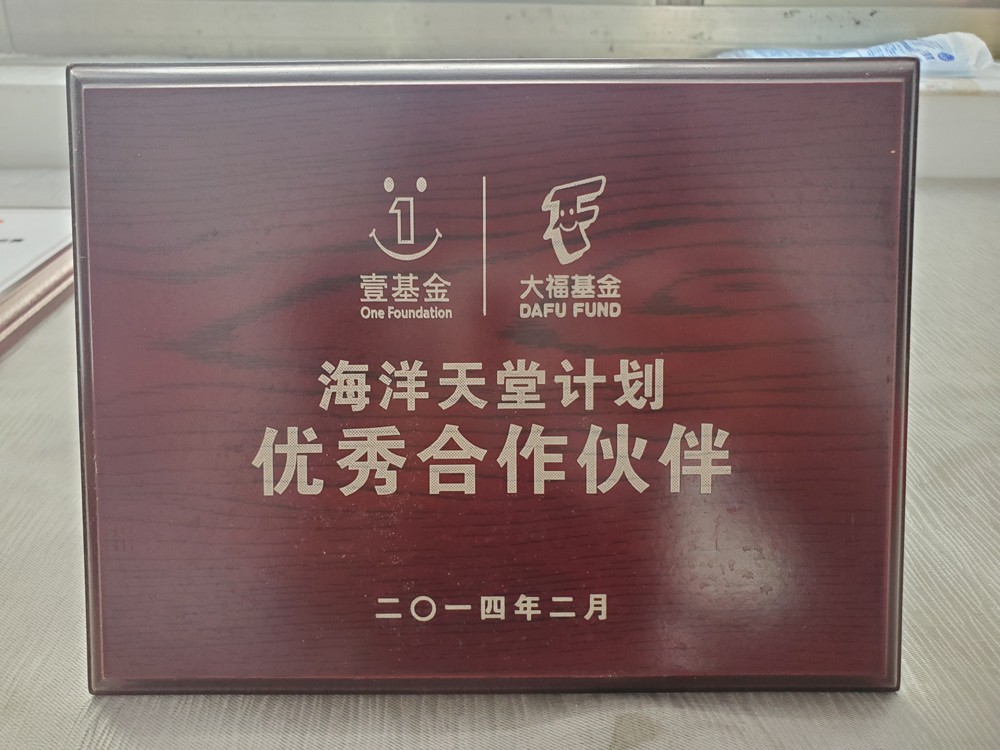 壹基金
One Foundation
大福基金
DAFU FUND
海洋天堂计划
优秀合作伙伴
二〇一四年二月